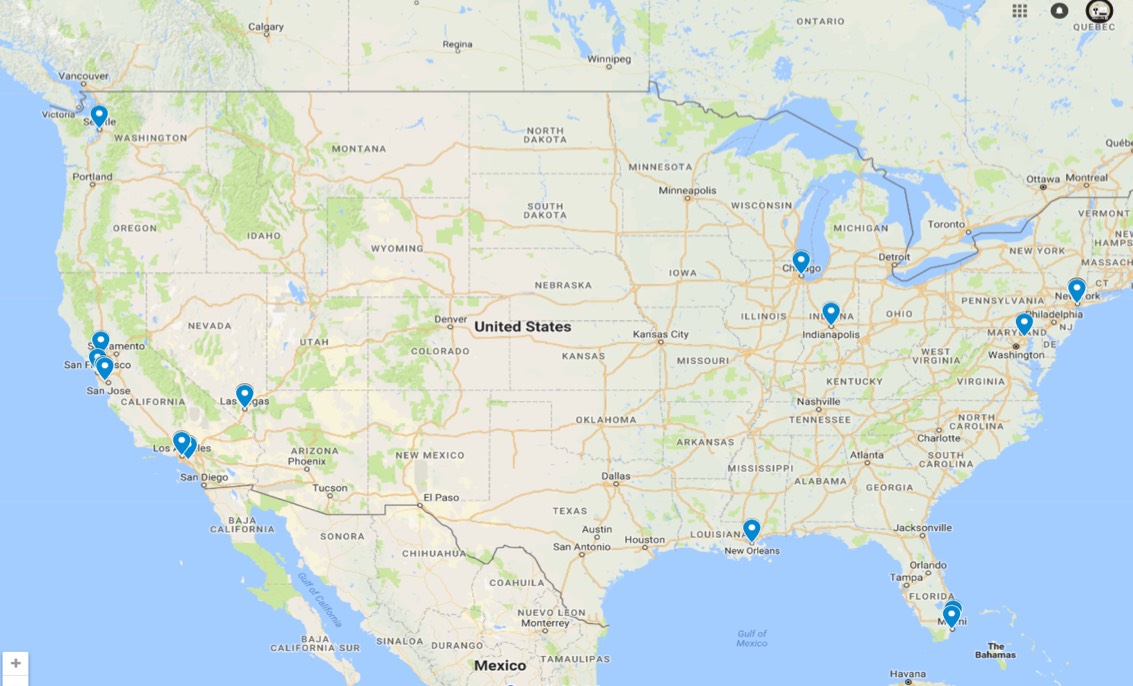 Calgary
ONTARIO
QUEBEC
Regina
Winnipeg
Vancouver
Victoria
Seattle
WASHINGTON
NORTH
DAKOTA
MONTANA
MINNESOTA
Ottawa
Montreal
Portland
Minneapolis
WISCONSIN
SOUTH
DAKOTA
VERMONT
MICHIGAN
Toronto
OREGON
IDAHO
WYOMING
NEW YORK
Detroit
Chicago
IOWA
NEBRASKA
CT
PENNSYLVANIA
New York
ILLINOIS
INDIANA
OHIO
Philadelphia
NJ
Denver
United States
NEVADA
Indianapolis
Kansas City
MARYLAND
DE
UTAH
Sacramento
COLORADO
KANSAS
MISSOURI
WEST
VIRGINIA
Washington
San Francisco
San Jose
KENTUCKY
VIRGINIA
CALIFORNIA
Las Vegas
Nashville
TENNESSEE
OKLAHOMA
NORTH
CAROLINA
Charlotte
ARKANSAS
Los Angeles
ARIZONA
Phoenix
NEW MEXICO
Atlanta
SOUTH
CAROLINA
MISSISSIPPI
San Diego
Dallas
ALABAMA
GEORGIA
Tucson
El Paso
TEXAS
BAJA
CALIFORNIA
Austin
Jacksonville
SONORA
LOUISIANA
Houston
San Antonio
New Orleans
CHIHUAHUA
Orlando
Tampa
COAHUILA
FLORIDA
Gulf of California
NUEVO LEON
Monterrey
Miami
Gulf of
Mexico
BAJA
CALIFORNIA SUR
SINALOA
DURANGO
The
Bahamas
Mexico
TAMAULIPAS
Havana
+